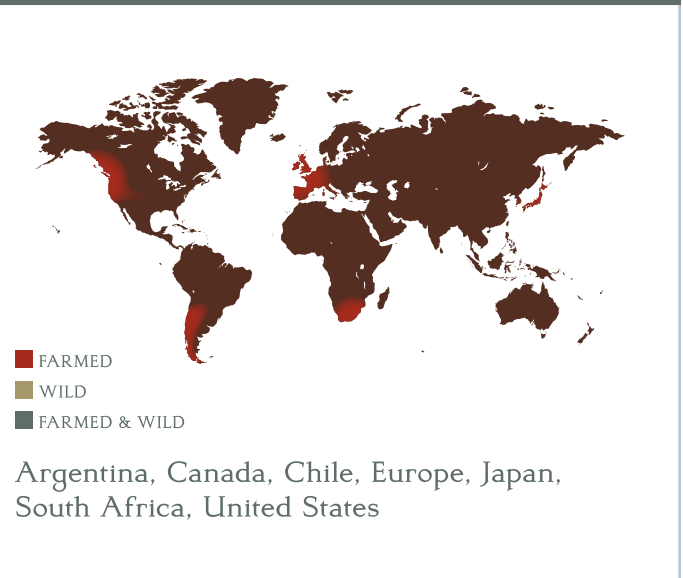 FARMED
WILD
FARMED & WILD
Argentina, Canada, Chile, Europe, Japan,
South Africa, United States